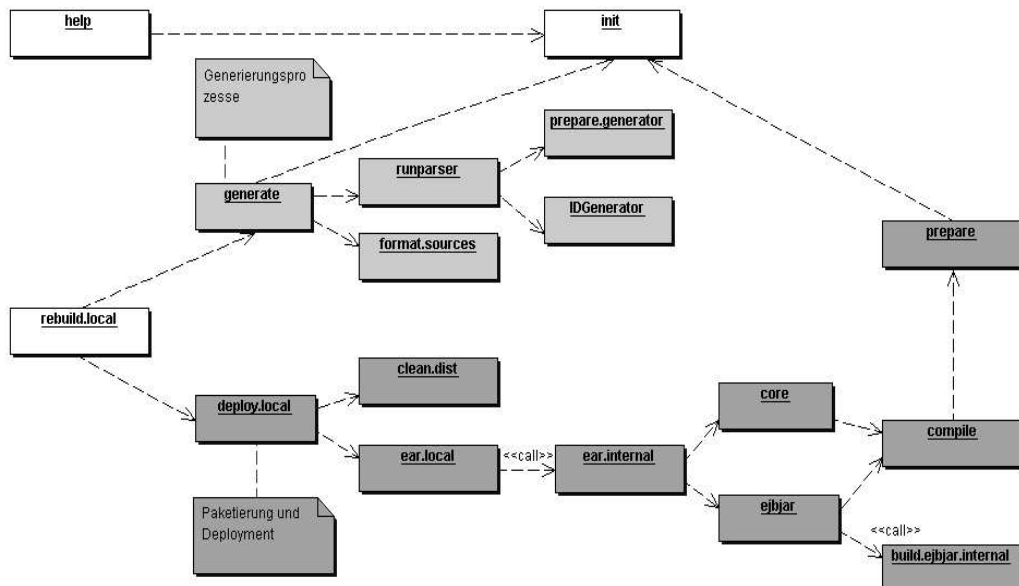 help
init
Generierungspro
zesse
prepare.generator
runparser
generate
IDGenerator
format.sources
prepare
rebuild.local
clean.dist
deploy.local
core
compile
ear.local
<<call>>
ear.internal
ejbjar
Paketierung und
Deployment
<<call>>
build.ejbjar.internal